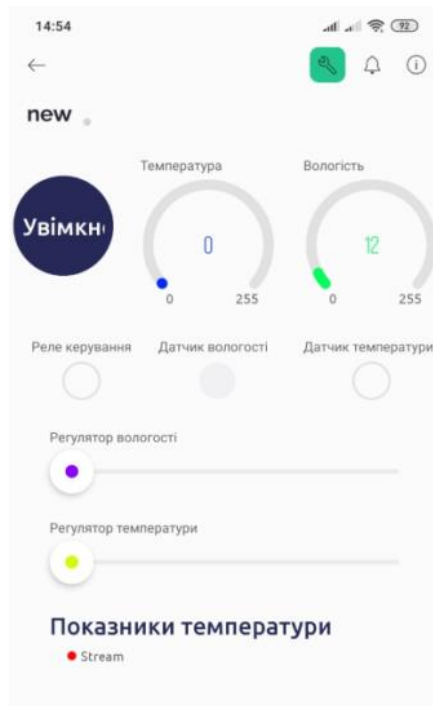 14:54
92
new
Температура
Вологість
Увімкн
0
12
0 255
0 255
Реле керування Датчик вологості Датчик температури
Регулятор вологості
Регулятор температури
Показники температури
Stream